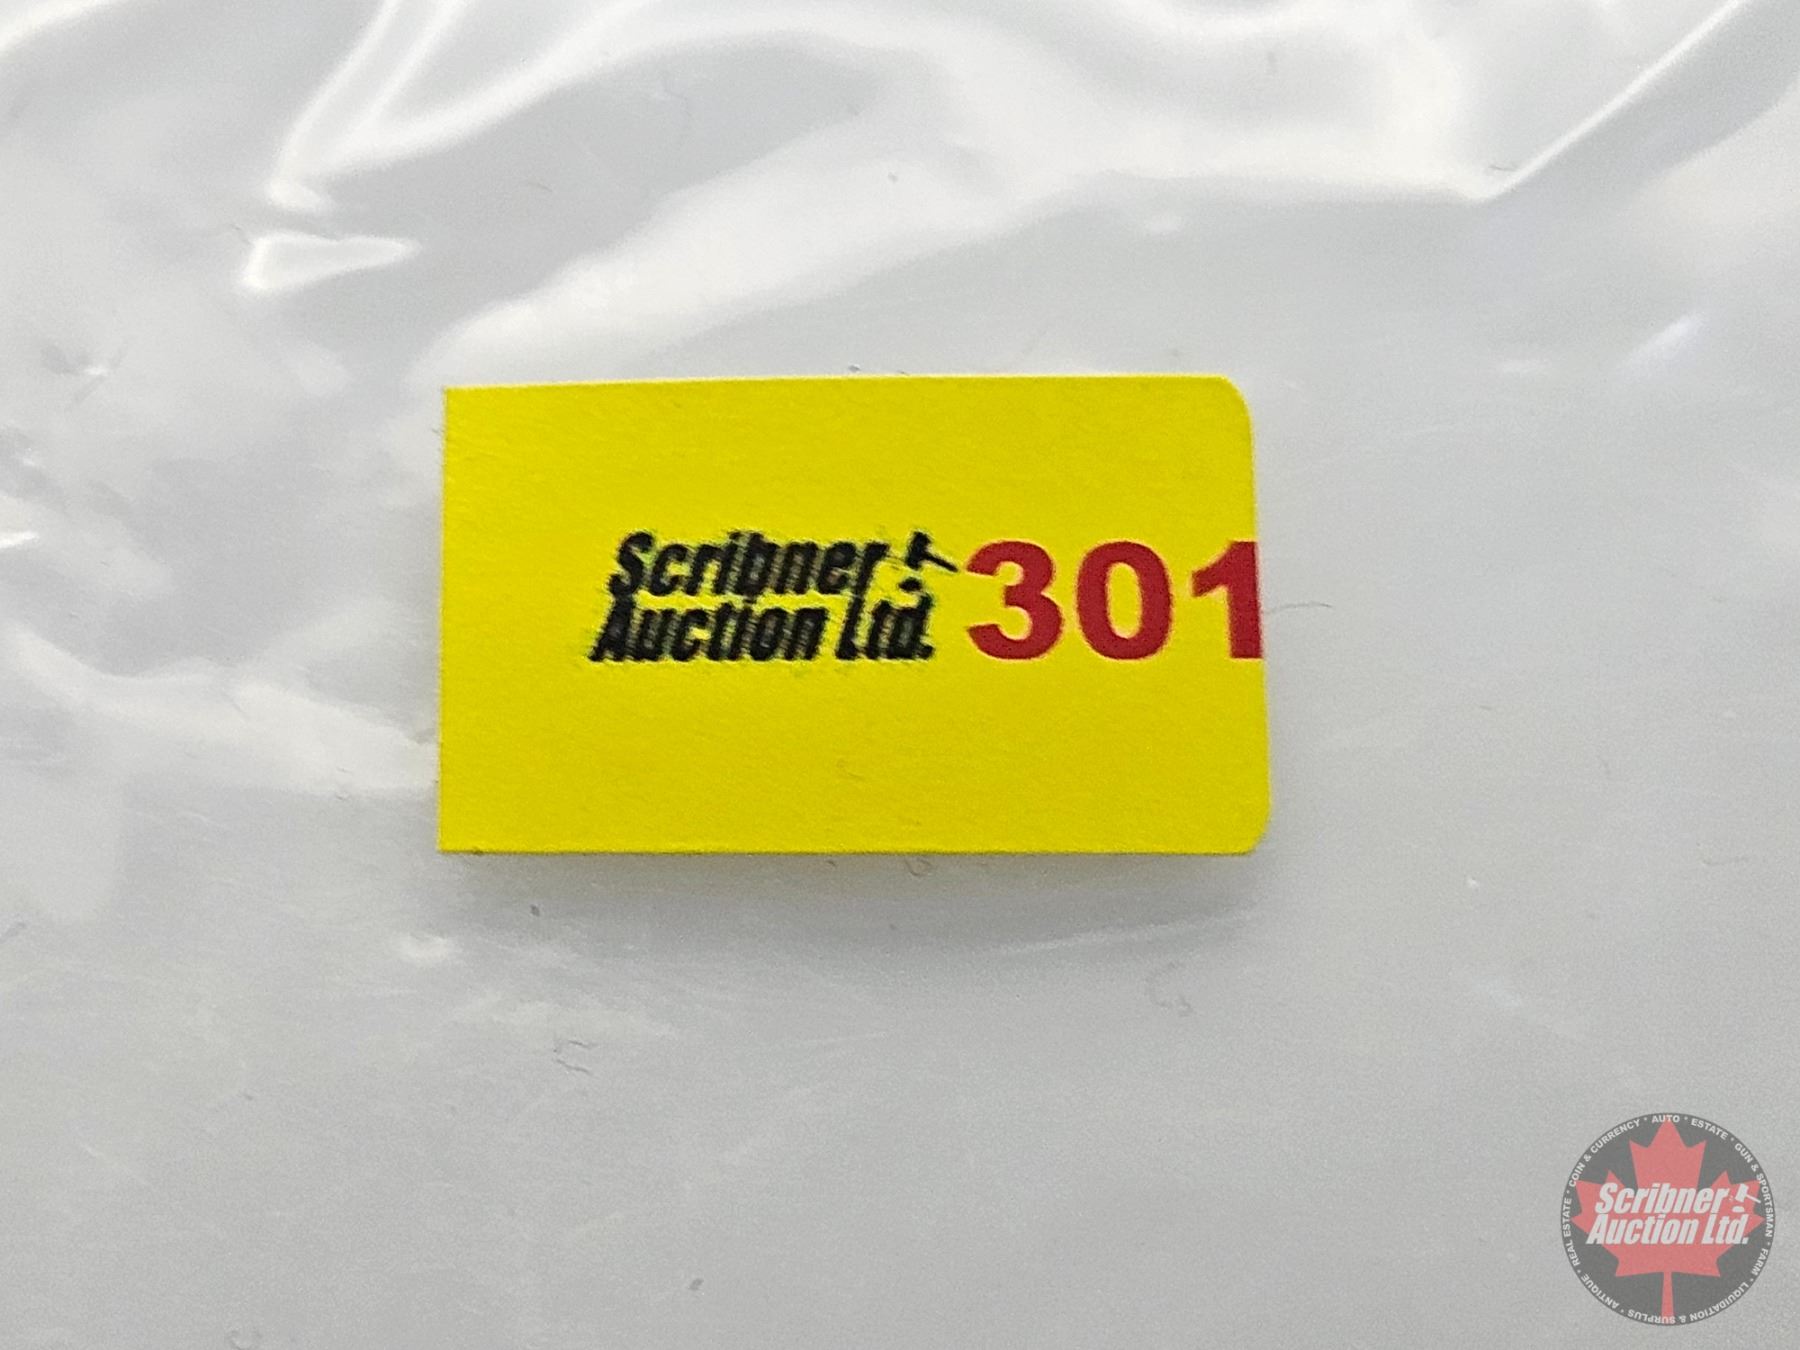 Scribner
Auction Ltd.
301
COIN & CURRENCY * AUTO * ESTATE * GUN & SPORTSMAN * FARM * LIQUIDATION & SURPLUS * ANTIQUE * REAL ESTATE *
Scribner
Auction Ltd.